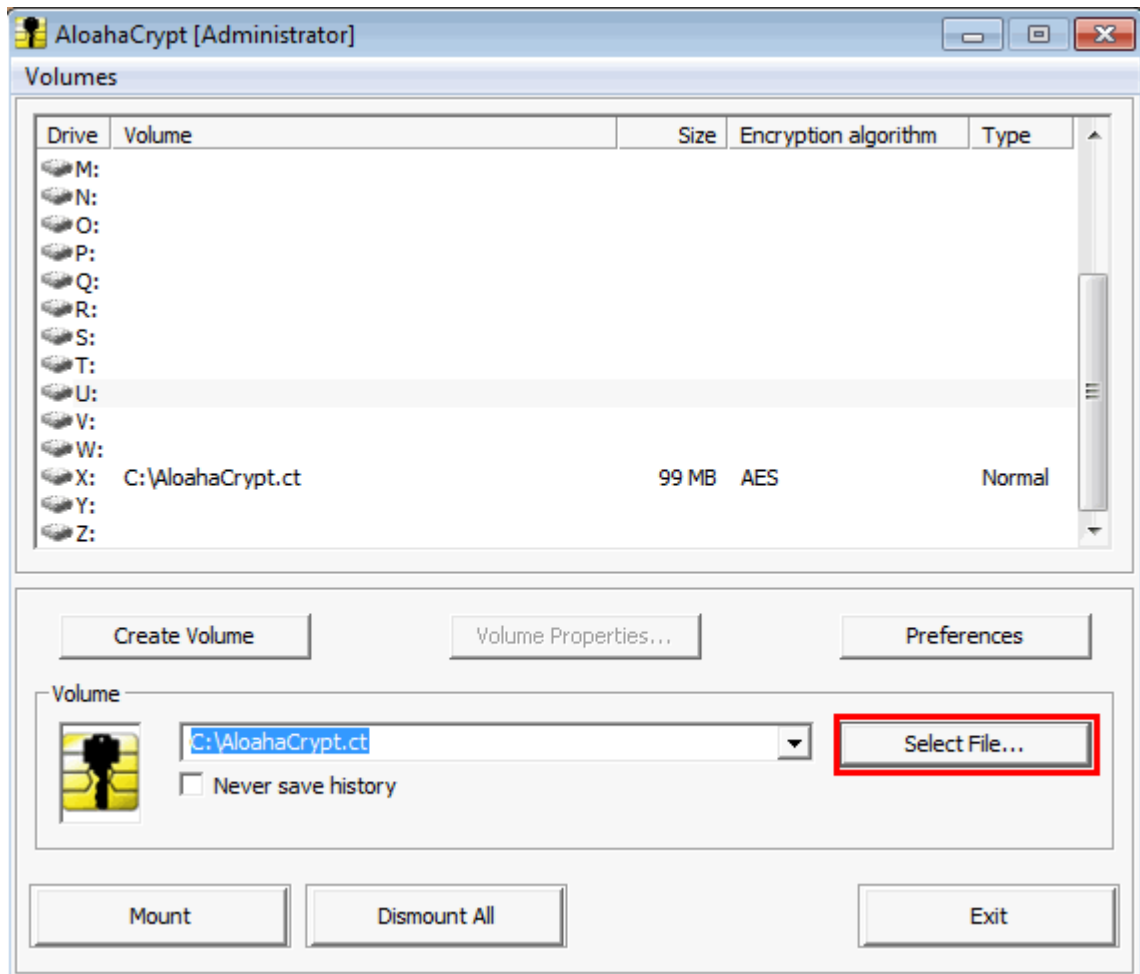 AloahaCrypt [Administrator]
Volumes
Drive Volume Size Encryption algorithm Type
M:
N:
O:
P:
Q:
R:
S:
T:
U:
V:
W:
X: C:\AloahaCrypt.ct 99 MB AES Normal
Y:
Z:
Create Volume Volume Properties... Preferences
Volume
C:\AloahaCrypt.ct Select File...
Never save history
Mount Dismount All Exit